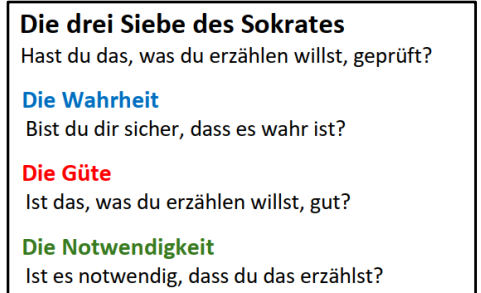 Die drei Siebe des Sokrates
Hast du das, was du erzählen willst, geprüft?
Die Wahrheit
Bist du dir sicher, dass es wahr ist?
Die Güte
Ist das, was du erzählen willst, gut?
Die Notwendigkeit
Ist es notwendig, dass du das erzählst?